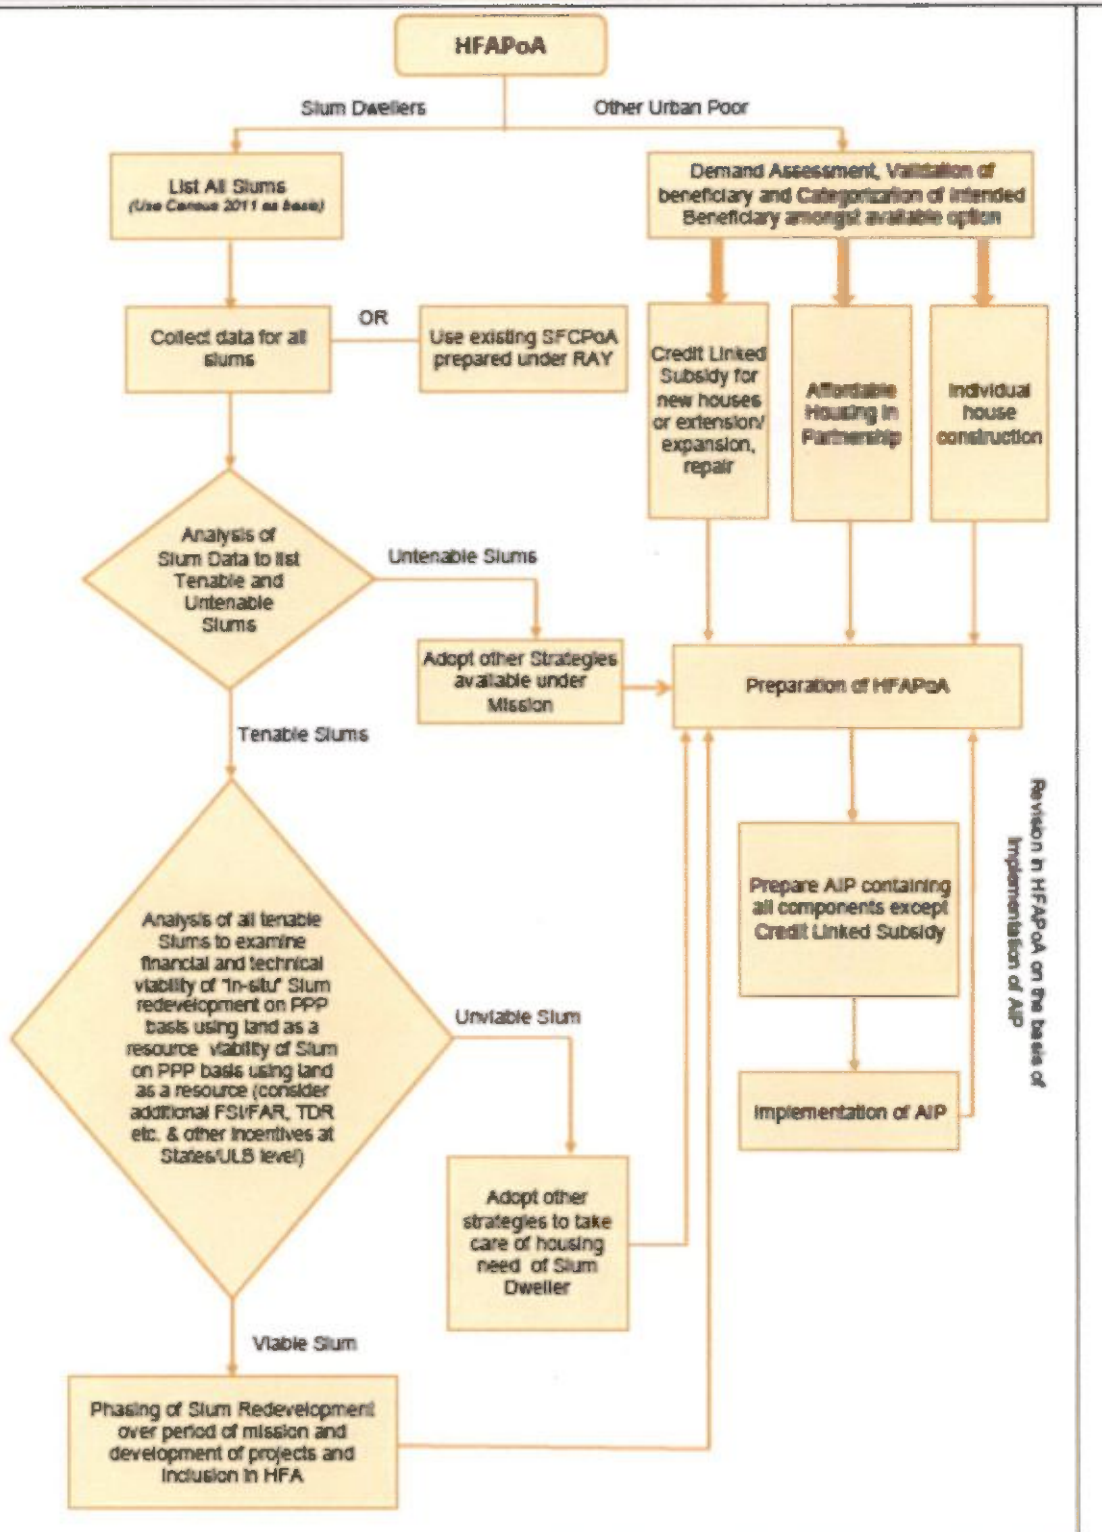 HFAPoA
Slum Dwellers
Other Urban Poor
List All Slums
(Use Census 2011 as basis)
Demand Assessment, Validation of
beneficiary and Categorization of Intended
Beneficiary amongst available option
Collect data for all
slums
OR
Use existing SFCPoA
prepared under RAY
Credit Linked
Subsidy for
new houses
or extension/
expansion,
repair
Affordable
Housing in
Partnership
Individual
house
construction
Analysis of
Slum Data to list
Tenable and
Untenable
Slums
Untenable Slums
Adopt other Strategies
available under
Mission
Preparation of HFAPoA
Tenable Slums
Analysis of all tenable
Slums to examine
financial and technical
viability of "in-situ" Slum
redevelopment on PPP
basis using land as a
resource viability of Slum
on PPP basis using land
as a resource (consider
additional FSI/FAR, TDR
etc. & other incentives at
States/ULB level)
Unviable Slum
Prepare AIP containing
all components except
Credit Linked Subsidy
Revision in HFAPoA on the basis of
Implementation of AIP
Implementation of AIP
Adopt other
strategies to take
care of housing
need of Slum
Dweller
Viable Slum
Phasing of Slum Redevelopment
over period of mission and
development of projects and
inclusion in HFA